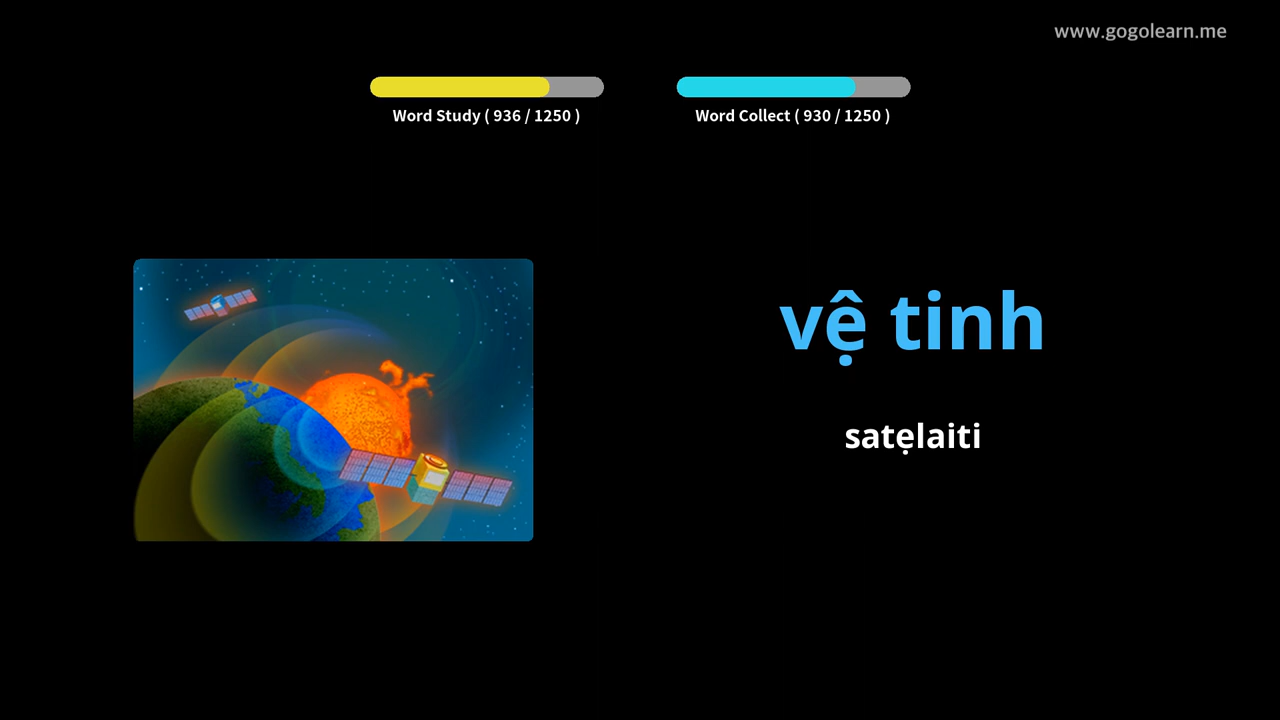 www.gogolearn.me
Word Study ( 936 / 1250 )
Word Collect ( 930 / 1250 )
vệ tinh
satẹlaiti